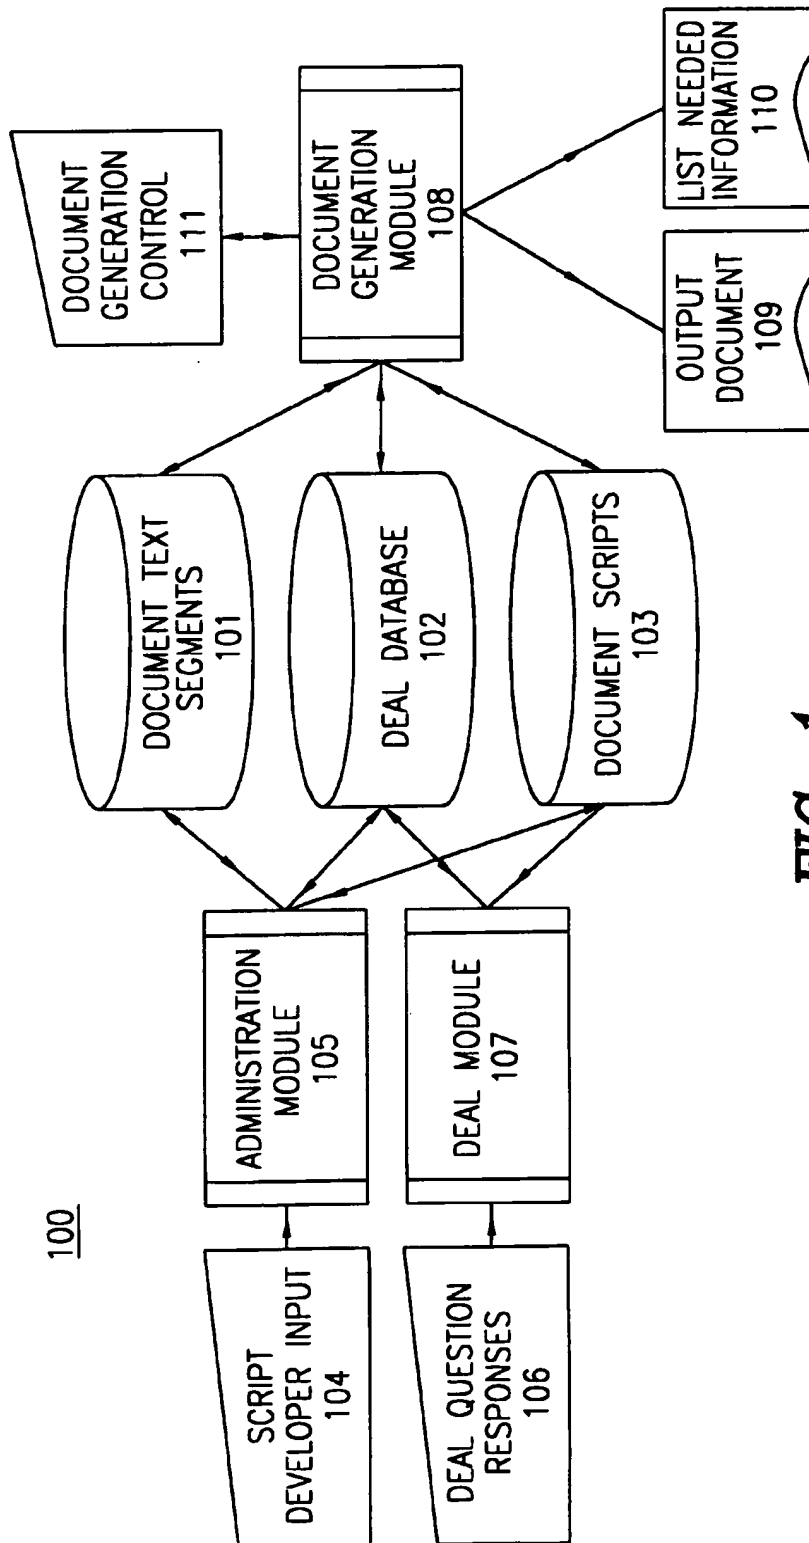 100
SCRIPT
DEVELOPER INPUT
104
ADMINISTRATION
MODULE
105
DEAL QUESTION
RESPONSES
106
DEAL MODULE
107
DOCUMENT TEXT
SEGMENTS
101
DEAL DATABASE
102
DOCUMENT SCRIPTS
103
DOCUMENT
GENERATION
CONTROL
111
DOCUMENT
GENERATION
MODULE
108
OUTPUT
DOCUMENT
109
LIST NEEDED
INFORMATION
110